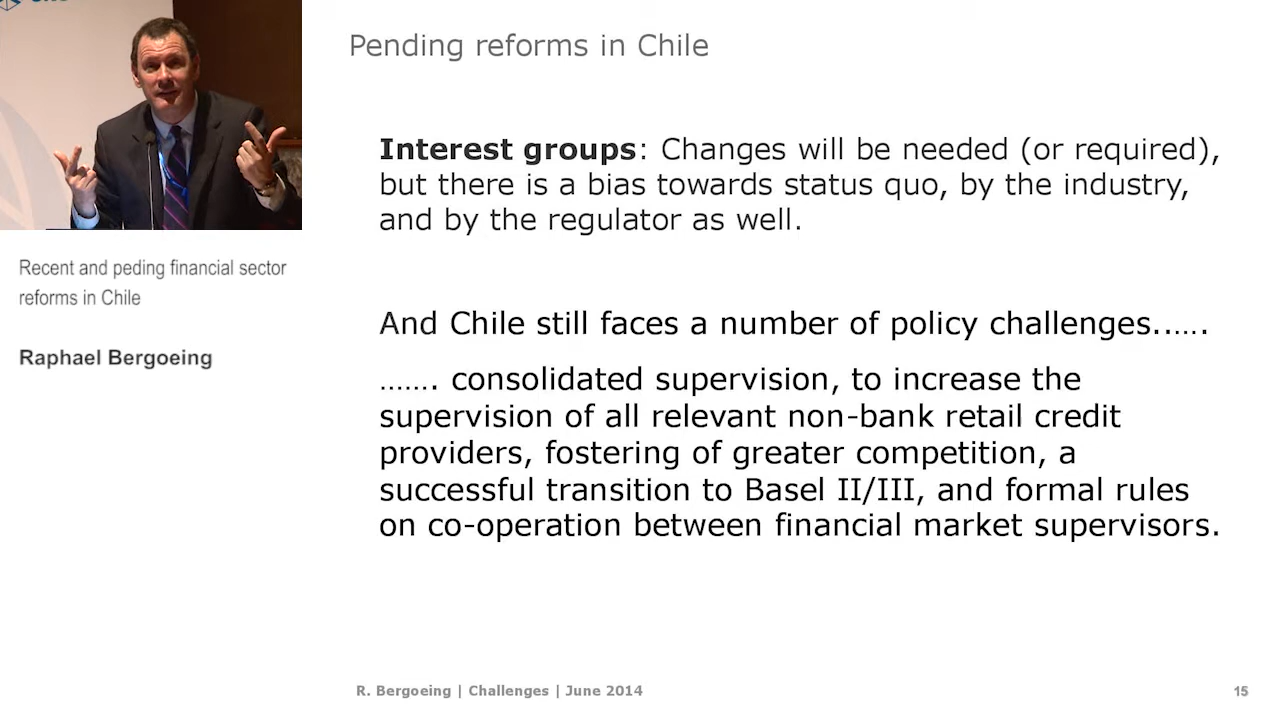 Pending reforms in Chile
Interest groups: Changes will be needed (or required),
but there is a bias towards status quo, by the industry,
and by the regulator as well.
And Chile still faces a number of policy challenges.…..
……. consolidated supervision, to increase the
supervision of all relevant non-bank retail credit
providers, fostering of greater competition, a
successful transition to Basel II/III, and formal rules
on co-operation between financial market supervisors.
Recent and peding financial sector
reforms in Chile
Raphael Bergoeing
R. Bergoeing | Challenges | June 2014
15